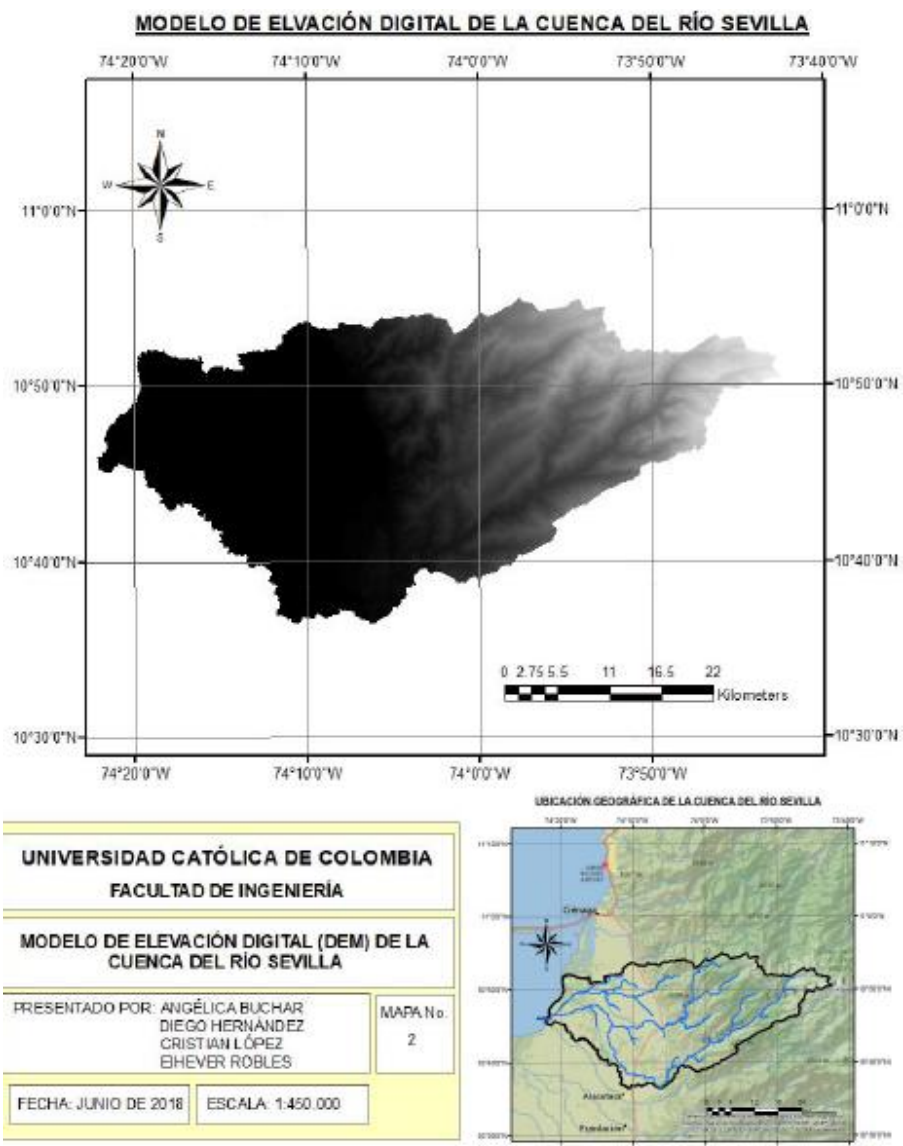 MODELO DE ELVACIÓN DIGITAL DE LA CUENCA DEL RÍO SEVILLA
74°20'0"W 74°10'0"W 74°0'0"W 73°50'0"W 73°40'0"W
N
W E
S
11°0'0"N 11°0'0"N
10°50'0"N 10°50'0"N
10°40'0"N 10°40'0"N
0 2.75 5.5 11 16.5 22
Kilometers
10°30'0"N 10°30'0"N
74°20'0"W 74°10'0"W 74°0'0"W 73°50'0"W
UBICACIÓN GEOGRÁFICA DE LA CUENCA DEL RÍO SEVILLA
Ciénaga
Aracataca
Fundación
UNIVERSIDAD CATÓLICA DE COLOMBIA
FACULTAD DE INGENIERÍA
MODELO DE ELEVACIÓN DIGITAL (DEM) DE LA
CUENCA DEL RÍO SEVILLA
PRESENTADO POR: ANGÉLICA BUCHAR
DIEGO HERNÁNDEZ
CRISTIAN LÓPEZ
EIHEVER ROBLES
MAPA No.
2
FECHA: JUNIO DE 2018
ESCALA: 1:450.000